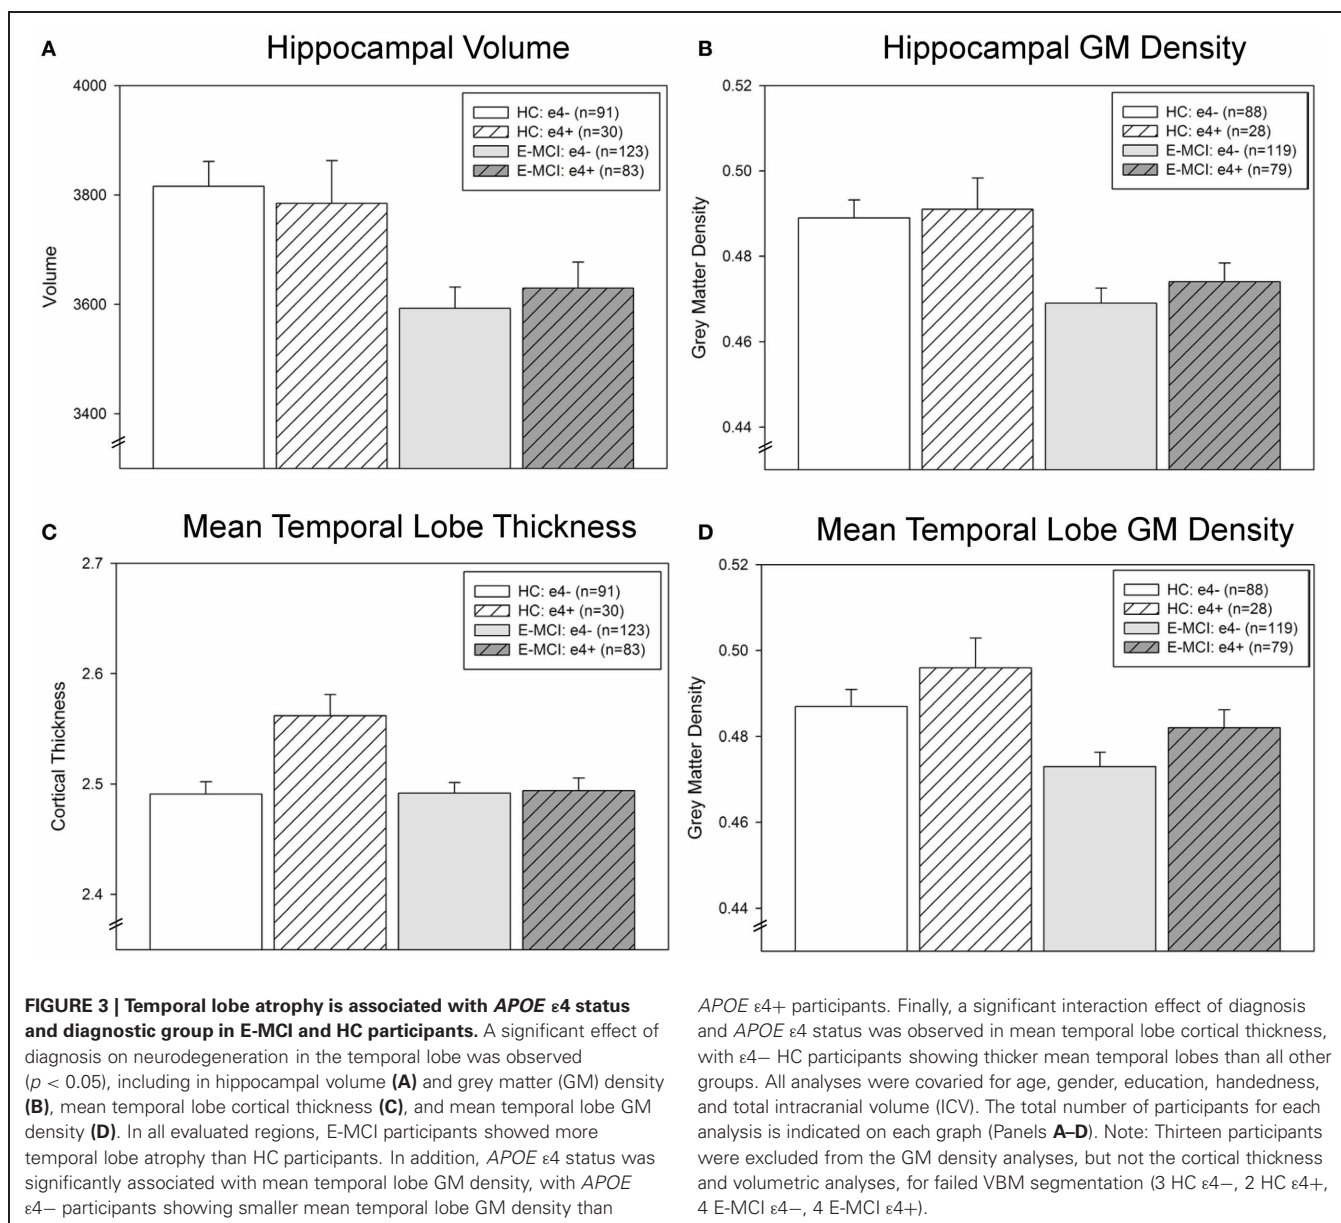 A
Hippocampal Volume
4000
3800
3600
3400
Volume
HC: e4- (n=91)
HC: e4+ (n=30)
E-MCI: e4- (n=123)
E-MCI: e4+ (n=83)
B
Hippocampal GM Density
0.52
0.50
0.48
0.46
0.44
Grey Matter Density
HC: e4- (n=88)
HC: e4+ (n=28)
E-MCI: e4- (n=119)
E-MCI: e4+ (n=79)
C
Mean Temporal Lobe Thickness
2.7
2.6
2.5
2.4
Cortical Thickness
HC: e4- (n=91)
HC: e4+ (n=30)
E-MCI: e4- (n=123)
E-MCI: e4+ (n=83)
D
Mean Temporal Lobe GM Density
0.52
0.50
0.48
0.46
0.44
Grey Matter Density
HC: e4- (n=88)
HC: e4+ (n=28)
E-MCI: e4- (n=119)
E-MCI: e4+ (n=79)
FIGURE 3 | Temporal lobe atrophy is associated with APOE ε4 status
and diagnostic group in E-MCI and HC participants. A significant effect of
diagnosis on neurodegeneration in the temporal lobe was observed
(p < 0.05), including in hippocampal volume (A) and grey matter (GM) density
(B), mean temporal lobe cortical thickness (C), and mean temporal lobe GM
density (D). In all evaluated regions, E-MCI participants showed more
temporal lobe atrophy than HC participants. In addition, APOE ε4 status was
significantly associated with mean temporal lobe GM density, with APOE
ε4− participants showing smaller mean temporal lobe GM density than
APOE ε4+ participants. Finally, a significant interaction effect of diagnosis
and APOE ε4 status was observed in mean temporal lobe cortical thickness,
with ε4− HC participants showing thicker mean temporal lobes than all other
groups. All analyses were covaried for age, gender, education, handedness,
and total intracranial volume (ICV). The total number of participants for each
analysis is indicated on each graph (Panels A–D). Note: Thirteen participants
were excluded from the GM density analyses, but not the cortical thickness
and volumetric analyses, for failed VBM segmentation (3 HC ε4−, 2 HC ε4+,
4 E-MCI ε4−, 4 E-MCI ε4+).